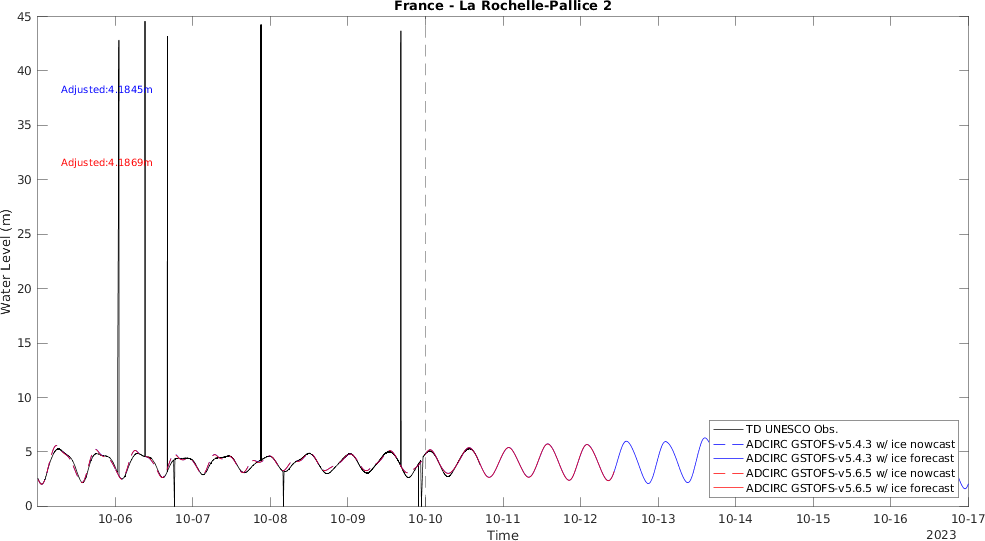 France - La Rochelle-Pallice 2
Water Level (m)
45
40
35
30
25
20
15
10
5
0
Adjusted:4.1845m
Adjusted:4.1869m
TD UNESCO Obs.
ADCIRC GSTOFS-v5.4.3 w/ ice nowcast
ADCIRC GSTOFS-v5.4.3 w/ ice forecast
ADCIRC GSTOFS-v5.6.5 w/ ice nowcast
ADCIRC GSTOFS-v5.6.5 w/ ice forecast
10-06 10-07 10-08 10-09 10-10 10-11 10-12 10-13 10-14 10-15 10-16 10-17
Time
2023